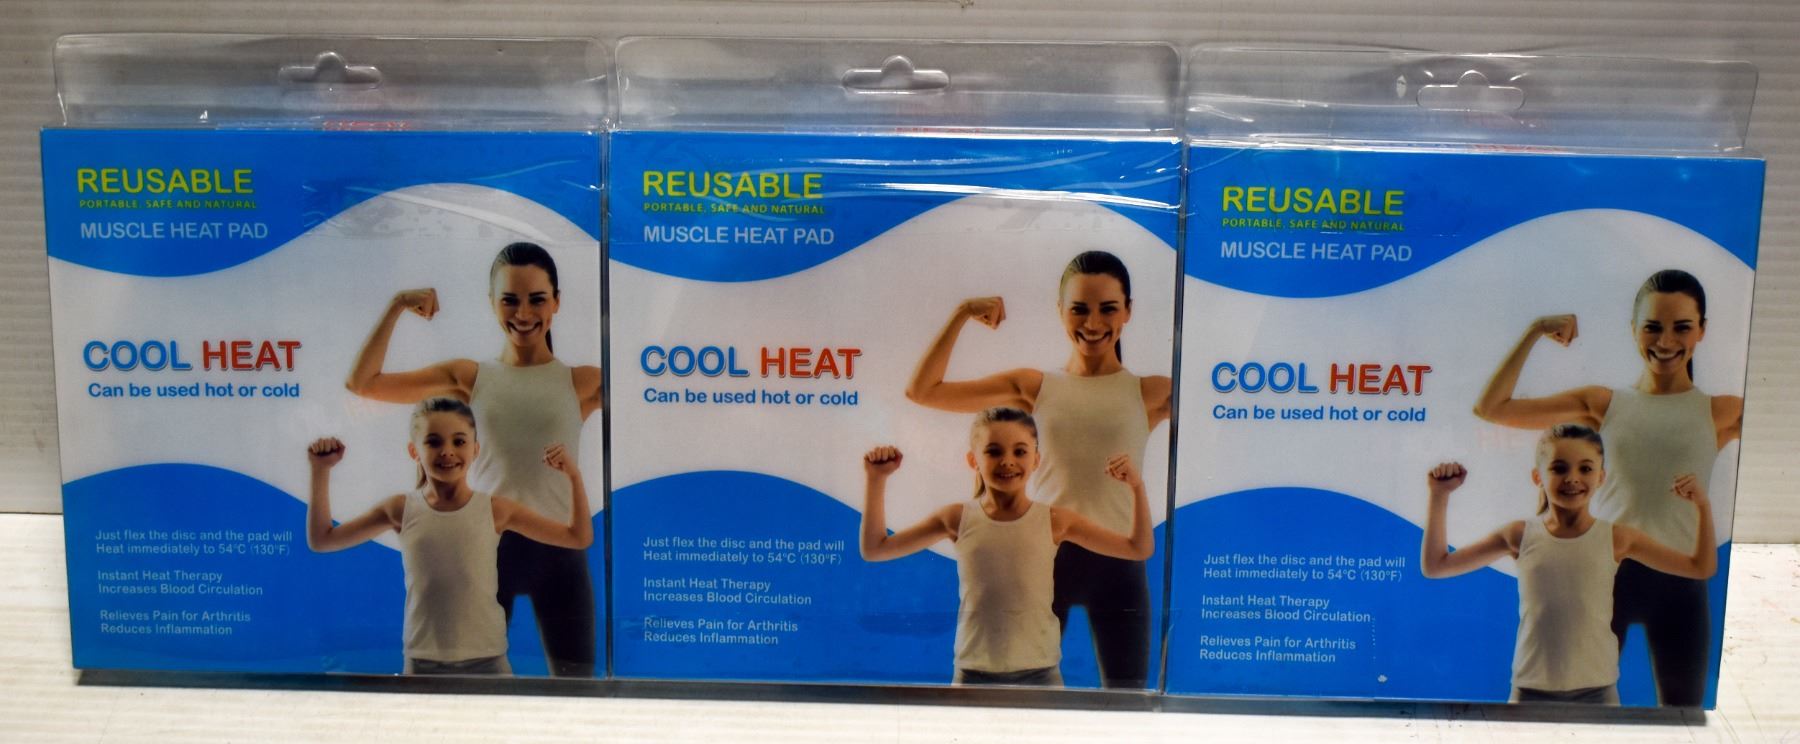 REUSABLE
PORTABLE, SAFE AND NATURAL
MUSCLE HEAT PAD
COOL HEAT
Can be used hot or cold
Just flex the disc and the pad will
Heat immediately to 54°C (130°F)
Instant Heat Therapy
Increases Blood Circulation
Relieves Pain for Arthritis
Reduces Inflammation
REUSABLE
PORTABLE, SAFE AND NATURAL
MUSCLE HEAT PAD
COOL HEAT
Can be used hot or cold
Just flex the disc and the pad will
Heat immediately to 54°C (130°F)
Instant Heat Therapy
Increases Blood Circulation
Relieves Pain for Arthritis
Reduces Inflammation
REUSABLE
PORTABLE, SAFE AND NATURAL
MUSCLE HEAT PAD
COOL HEAT
Can be used hot or cold
Just flex the disc and the pad will
Heat immediately to 54°C (130°F)
Instant Heat Therapy
Increases Blood Circulation
Relieves Pain for Arthritis
Reduces Inflammation